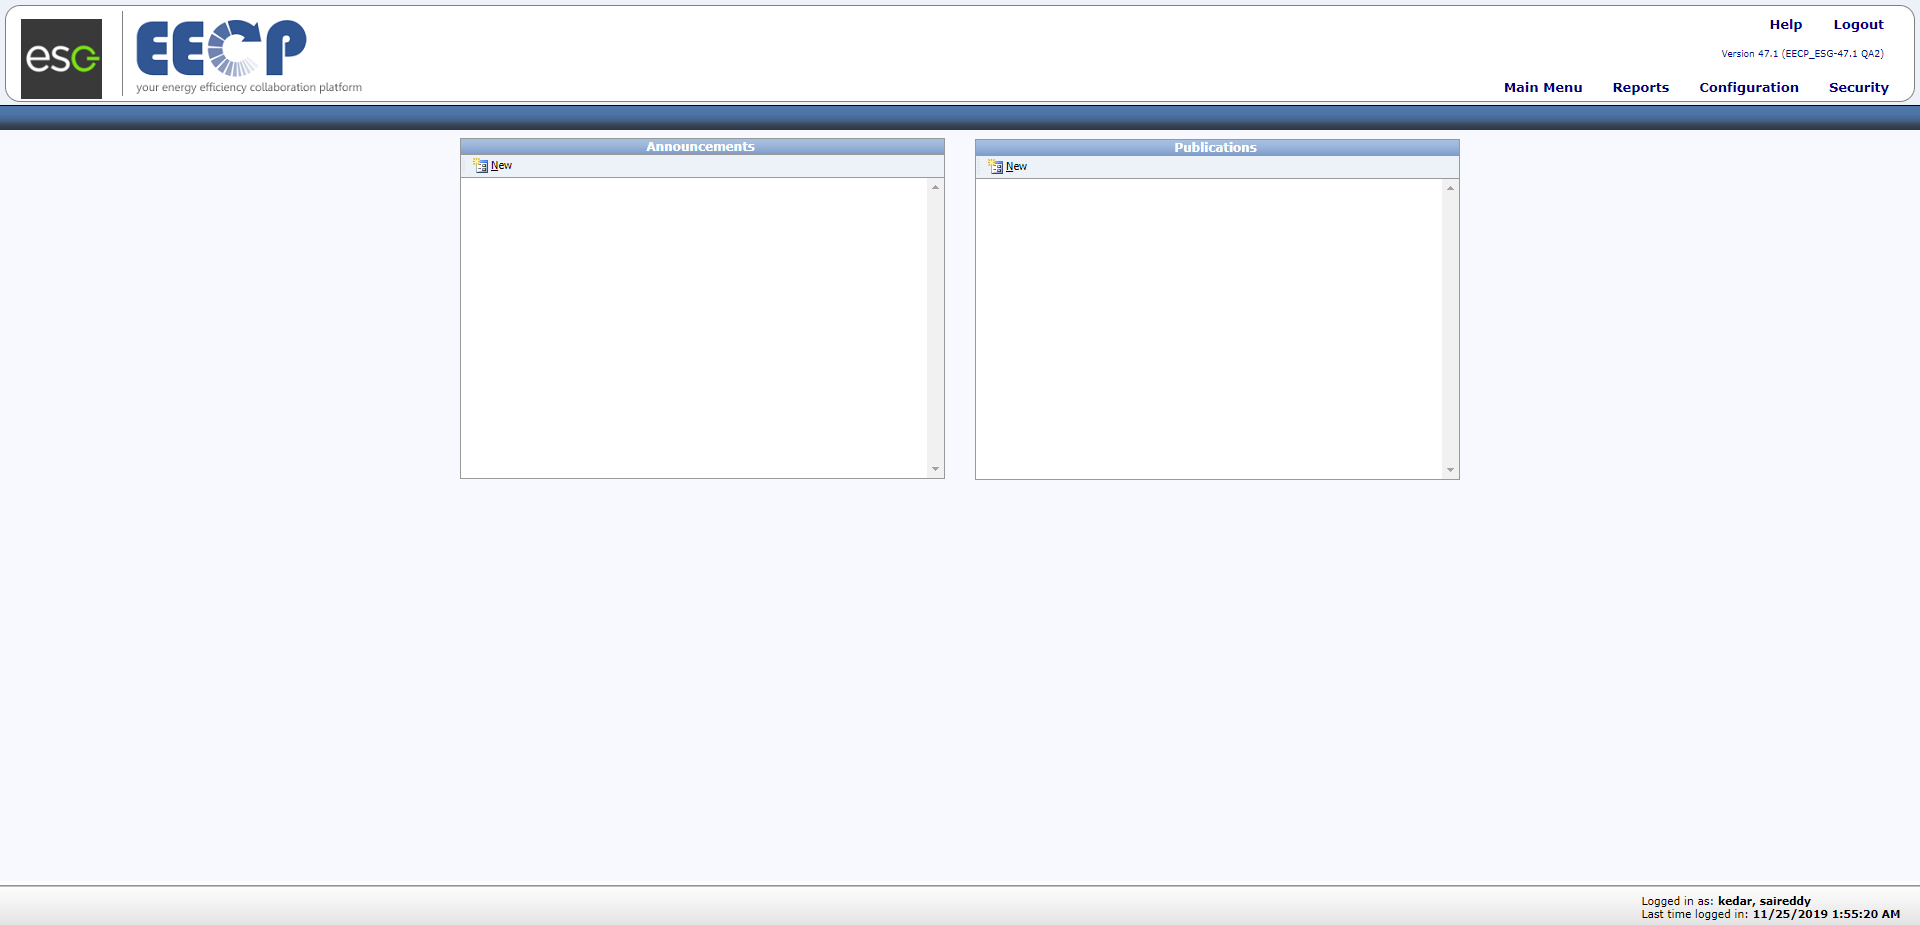 esc
EECP
your energy efficiency collaboration platform
Help Logout
Version 47.1 (EECP_ESG-47.1 QA2)
Main Menu Reports Configuration Security
Announcements
New
Publications
New
Logged in as: kedar, saireddy
Last time logged in: 11/25/2019 1:55:20 AM